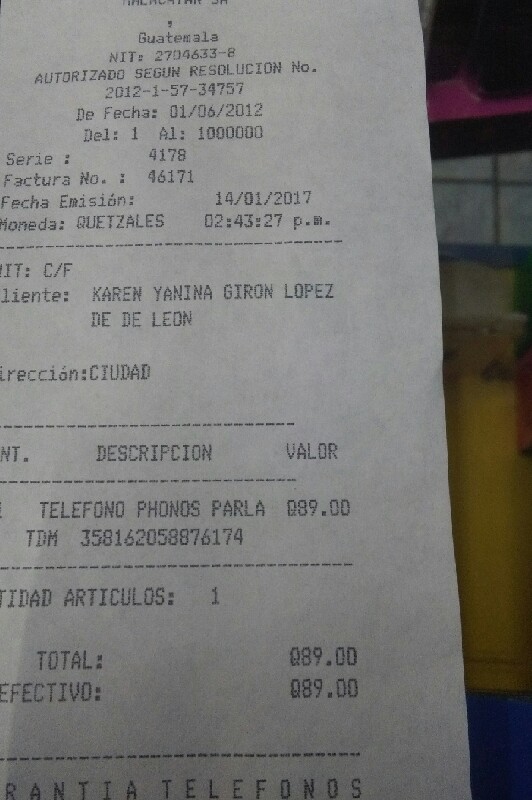 MALACATAN SA
,
Guatemala
NIT: 2704633-8
AUTORIZADO SEGUN RESOLUCION No.
2012-1-57-34757
De Fecha: 01/06/2012
Del: 1 Al: 1000000
Serie : 4178
Factura No. : 46171
Fecha Emisión: 14/01/2017
Moneda: QUETZALES 02:43:27 p.m.
NIT: C/F
liente: KAREN YANINA GIRON LOPEZ
DE DE LEON
irección:CIUDAD
NT. DESCRIPCION VALOR
TELEFONO PHONOS PARLA Q89.00
TDM 358162058876174
TIDAD ARTICULOS: 1
TOTAL: Q89.00
EFECTIVO: Q89.00
RANTIA TELEFONOS